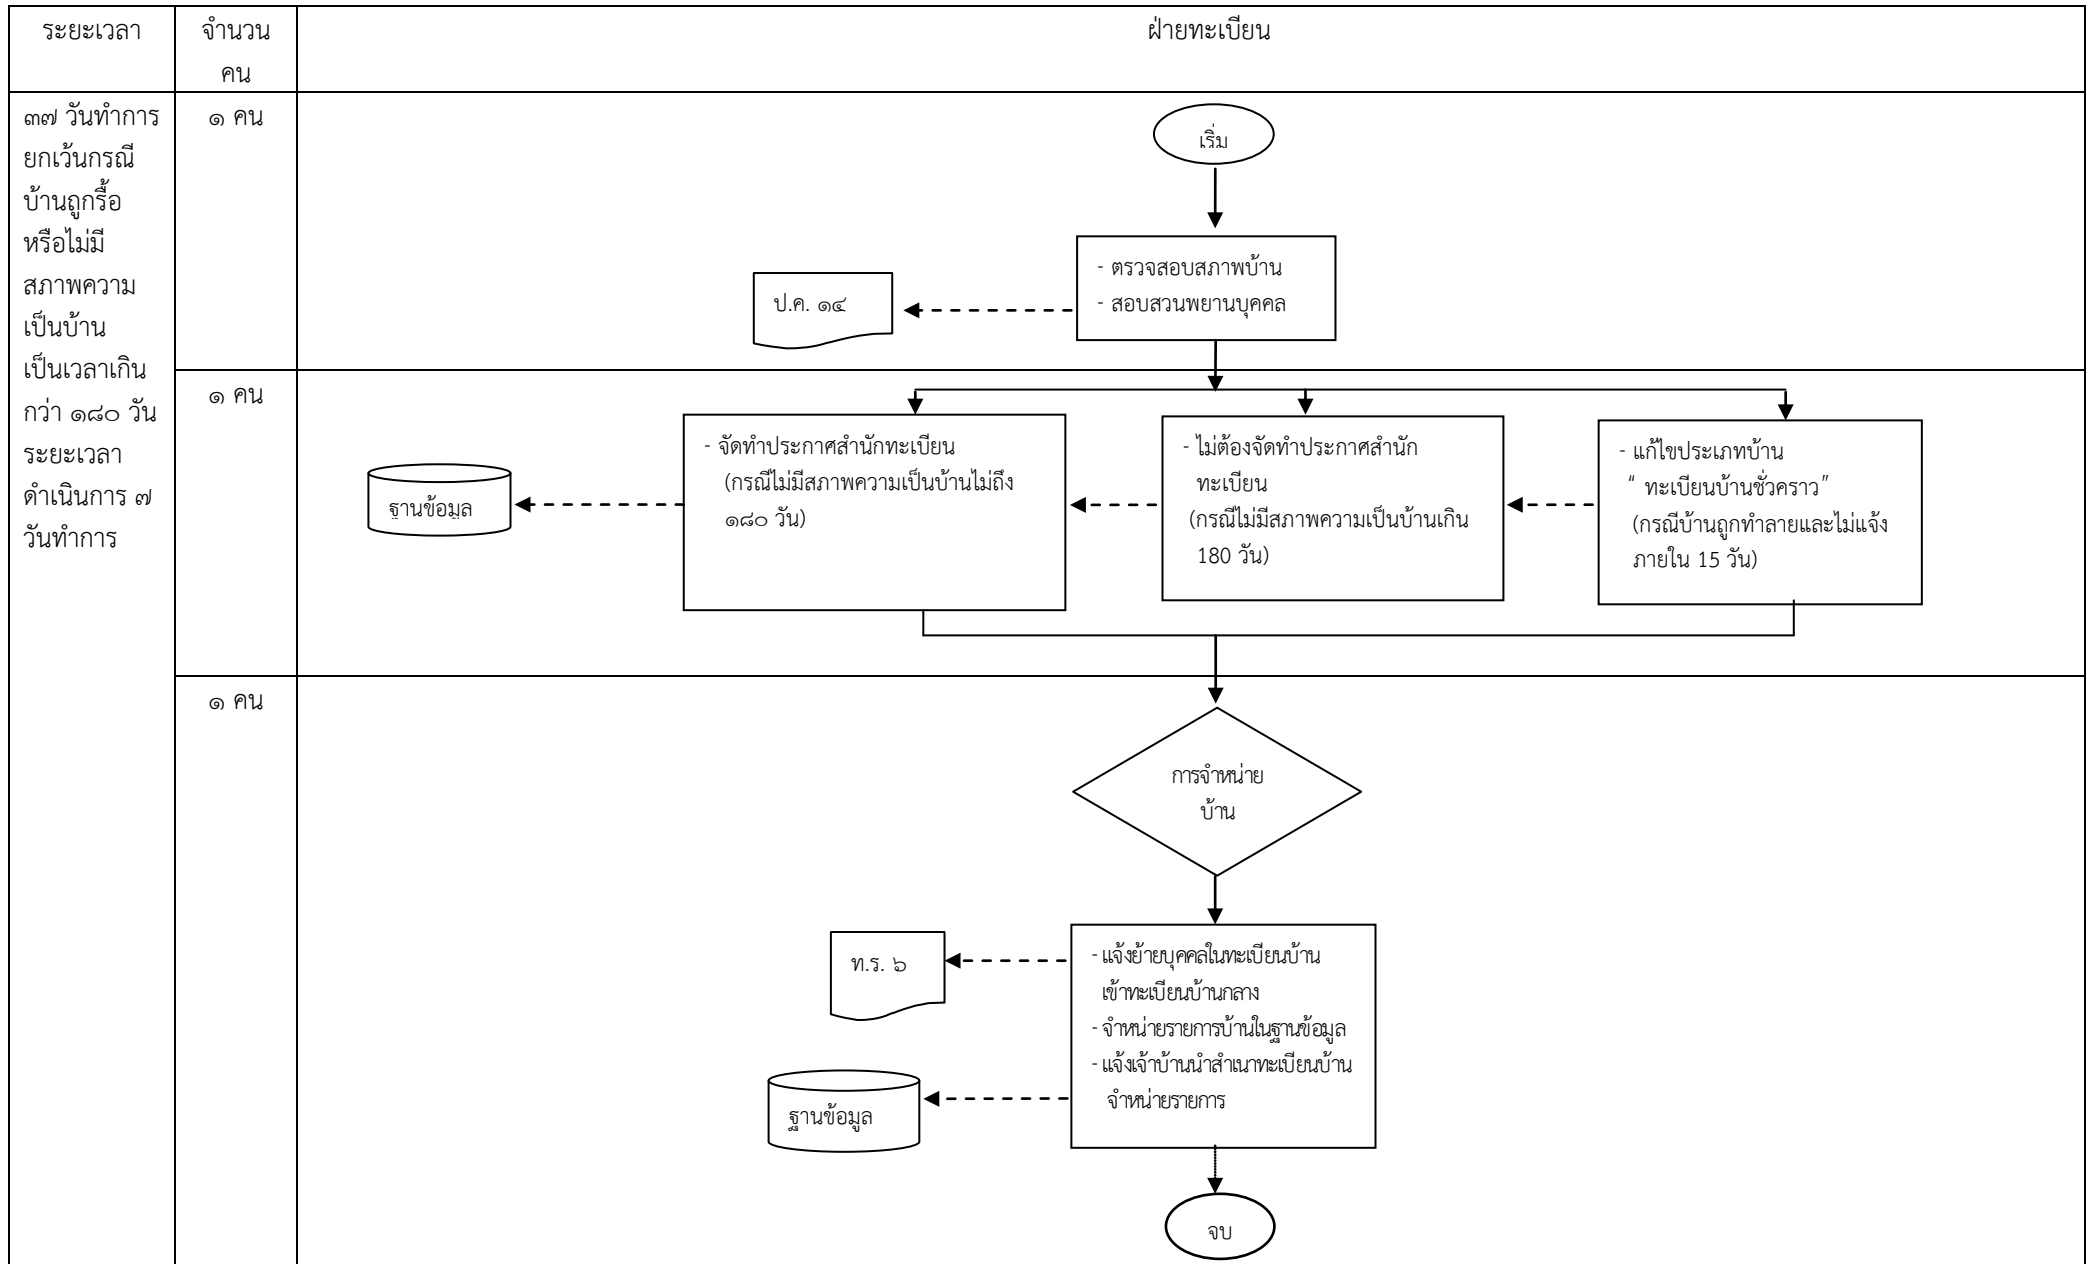 ระยะเวลา
จำนวน
คน
ฝ่ายทะเบียน
๓๗ วันทำการ
ยกเว้นกรณี
บ้านถูกรื้อ
หรือไม่มี
สภาพความ
เป็นบ้าน
เป็นเวลาเกิน
กว่า ๑๘๐ วัน
ระยะเวลา
ดำเนินการ ๗
วันทำการ
๑ คน
เริ่ม
- ตรวจสอบสภาพบ้าน
- สอบสวนพยานบุคคล
ป.ค. ๑๔
๑ คน
- จัดทำประกาศสำนักทะเบียน
(กรณีไม่มีสภาพความเป็นบ้านไม่ถึง
๑๘๐ วัน)
- ไม่ต้องจัดทำประกาศสำนัก
ทะเบียน
(กรณีไม่มีสภาพความเป็นบ้านเกิน
180 วัน)
- แก้ไขประเภทบ้าน
“ ทะเบียนบ้านชั่วคราว”
(กรณีบ้านถูกทำลายและไม่แจ้ง
ภายใน 15 วัน)
ฐานข้อมูล
๑ คน
การจำหน่าย
บ้าน
- แจ้งย้ายบุคคลในทะเบียนบ้าน
เข้าทะเบียนบ้านกลาง
- จำหน่ายรายการบ้านในฐานข้อมูล
- แจ้งเจ้าบ้านนำสำเนาทะเบียนบ้าน
จำหน่ายรายการ
ท.ร. ๖
ฐานข้อมูล
จบ